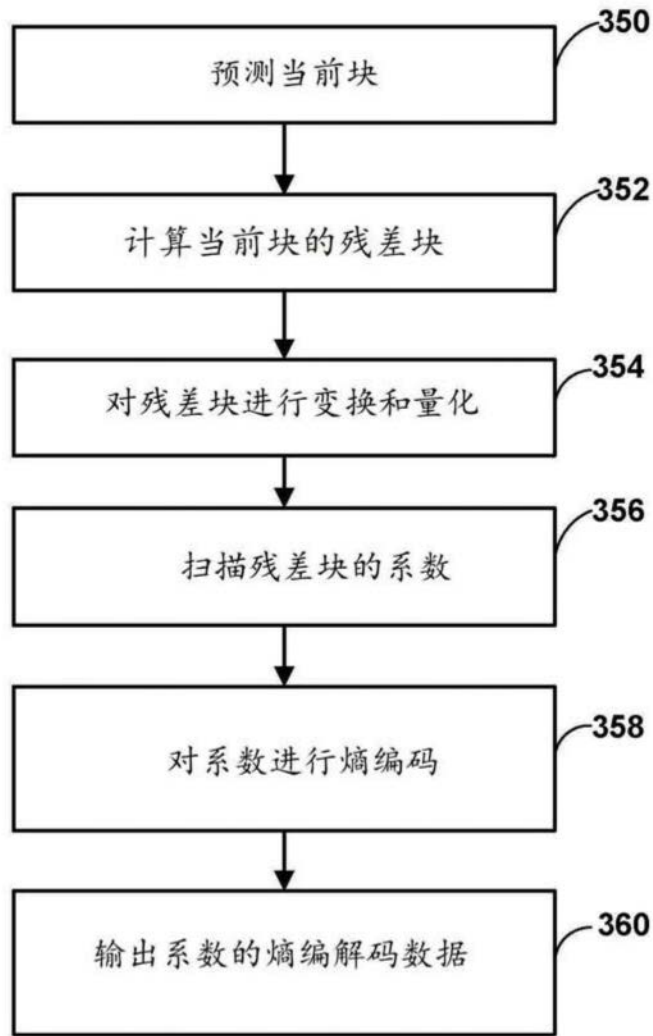 350
预测当前块
352
计算当前块的残差块
354
对残差块进行变换和量化
356
扫描残差块的系数
358
对系数进行熵编码
360
输出系数的熵编解码数据